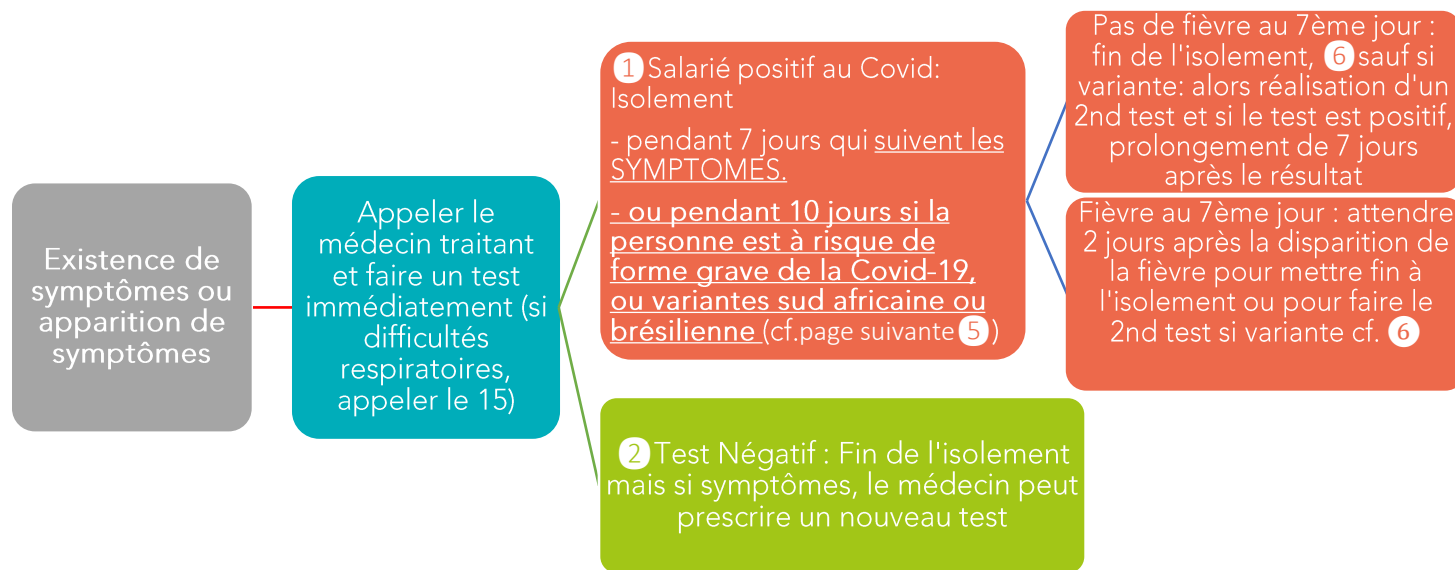 Existence de
symptômes ou
apparition de
symptômes
Appeler le
médecin traitant
et faire un test
immédiatement (si
difficultés
respiratoires,
appeler le 15)
1 Salarié positif au Covid:
Isolement
- pendant 7 jours qui suivent les
SYMPTOMES.
- ou pendant 10 jours si la
personne est à risque de
forme grave de la Covid-19,
ou variantes sud africaine ou
brésilienne (cf.page suivante 5 )
2 Test Négatif : Fin de l'isolement
mais si symptômes, le médecin peut
prescrire un nouveau test
Pas de fièvre au 7ème jour :
fin de l'isolement, 6 sauf si
variante: alors réalisation d'un
2nd test et si le test est positif,
prolongement de 7 jours
après le résultat
Fièvre au 7ème jour : attendre
2 jours après la disparition de
la fièvre pour mettre fin à
l'isolement ou pour faire le
2nd test si variante cf. 6